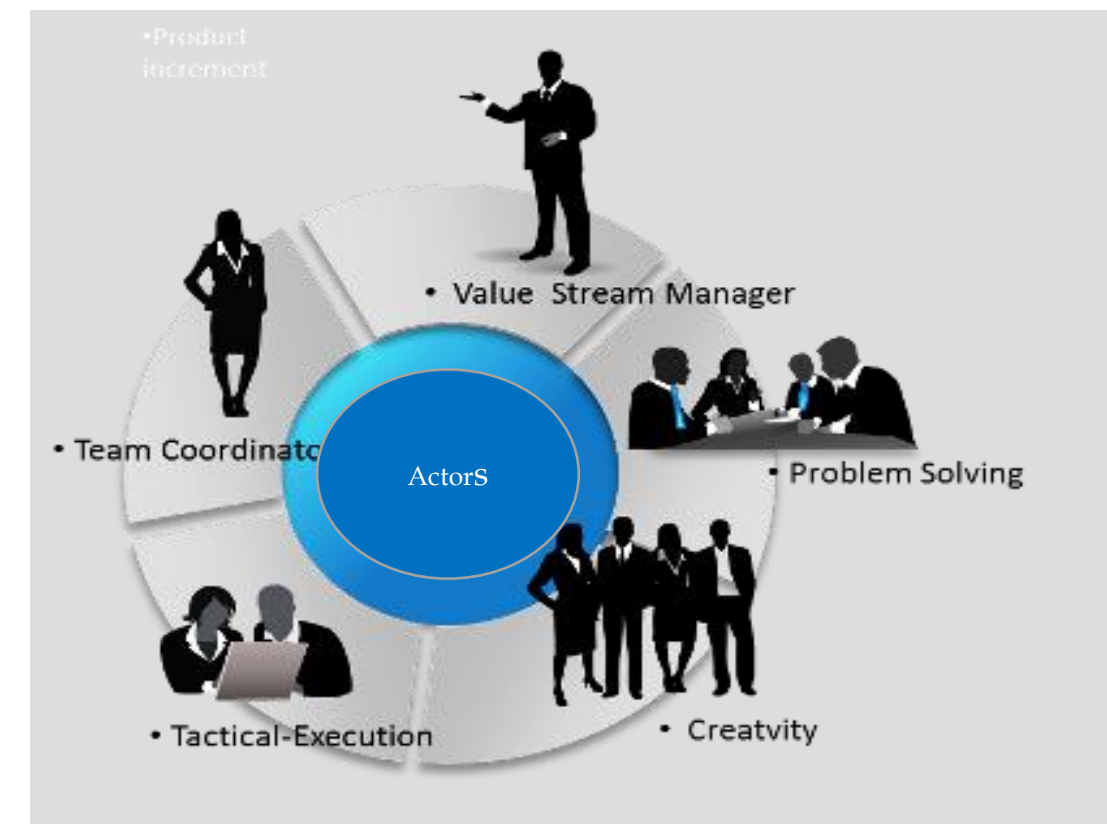 •Product
increment
• Value Stream Manager
• Team Coordinato
Actors
• Problem Solving
• Creatvity
• Tactical-Execution